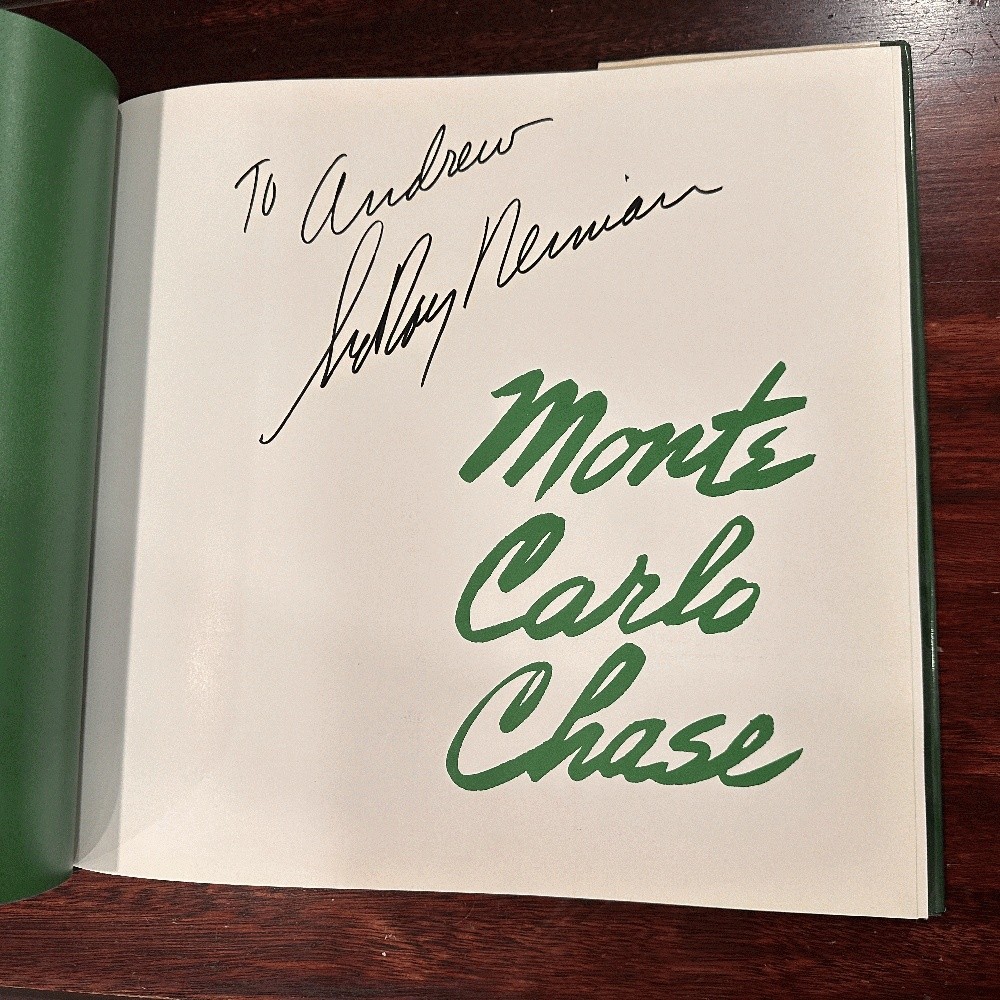 To Andrew
LeRoy Neiman
Monte
Carlo
Chase